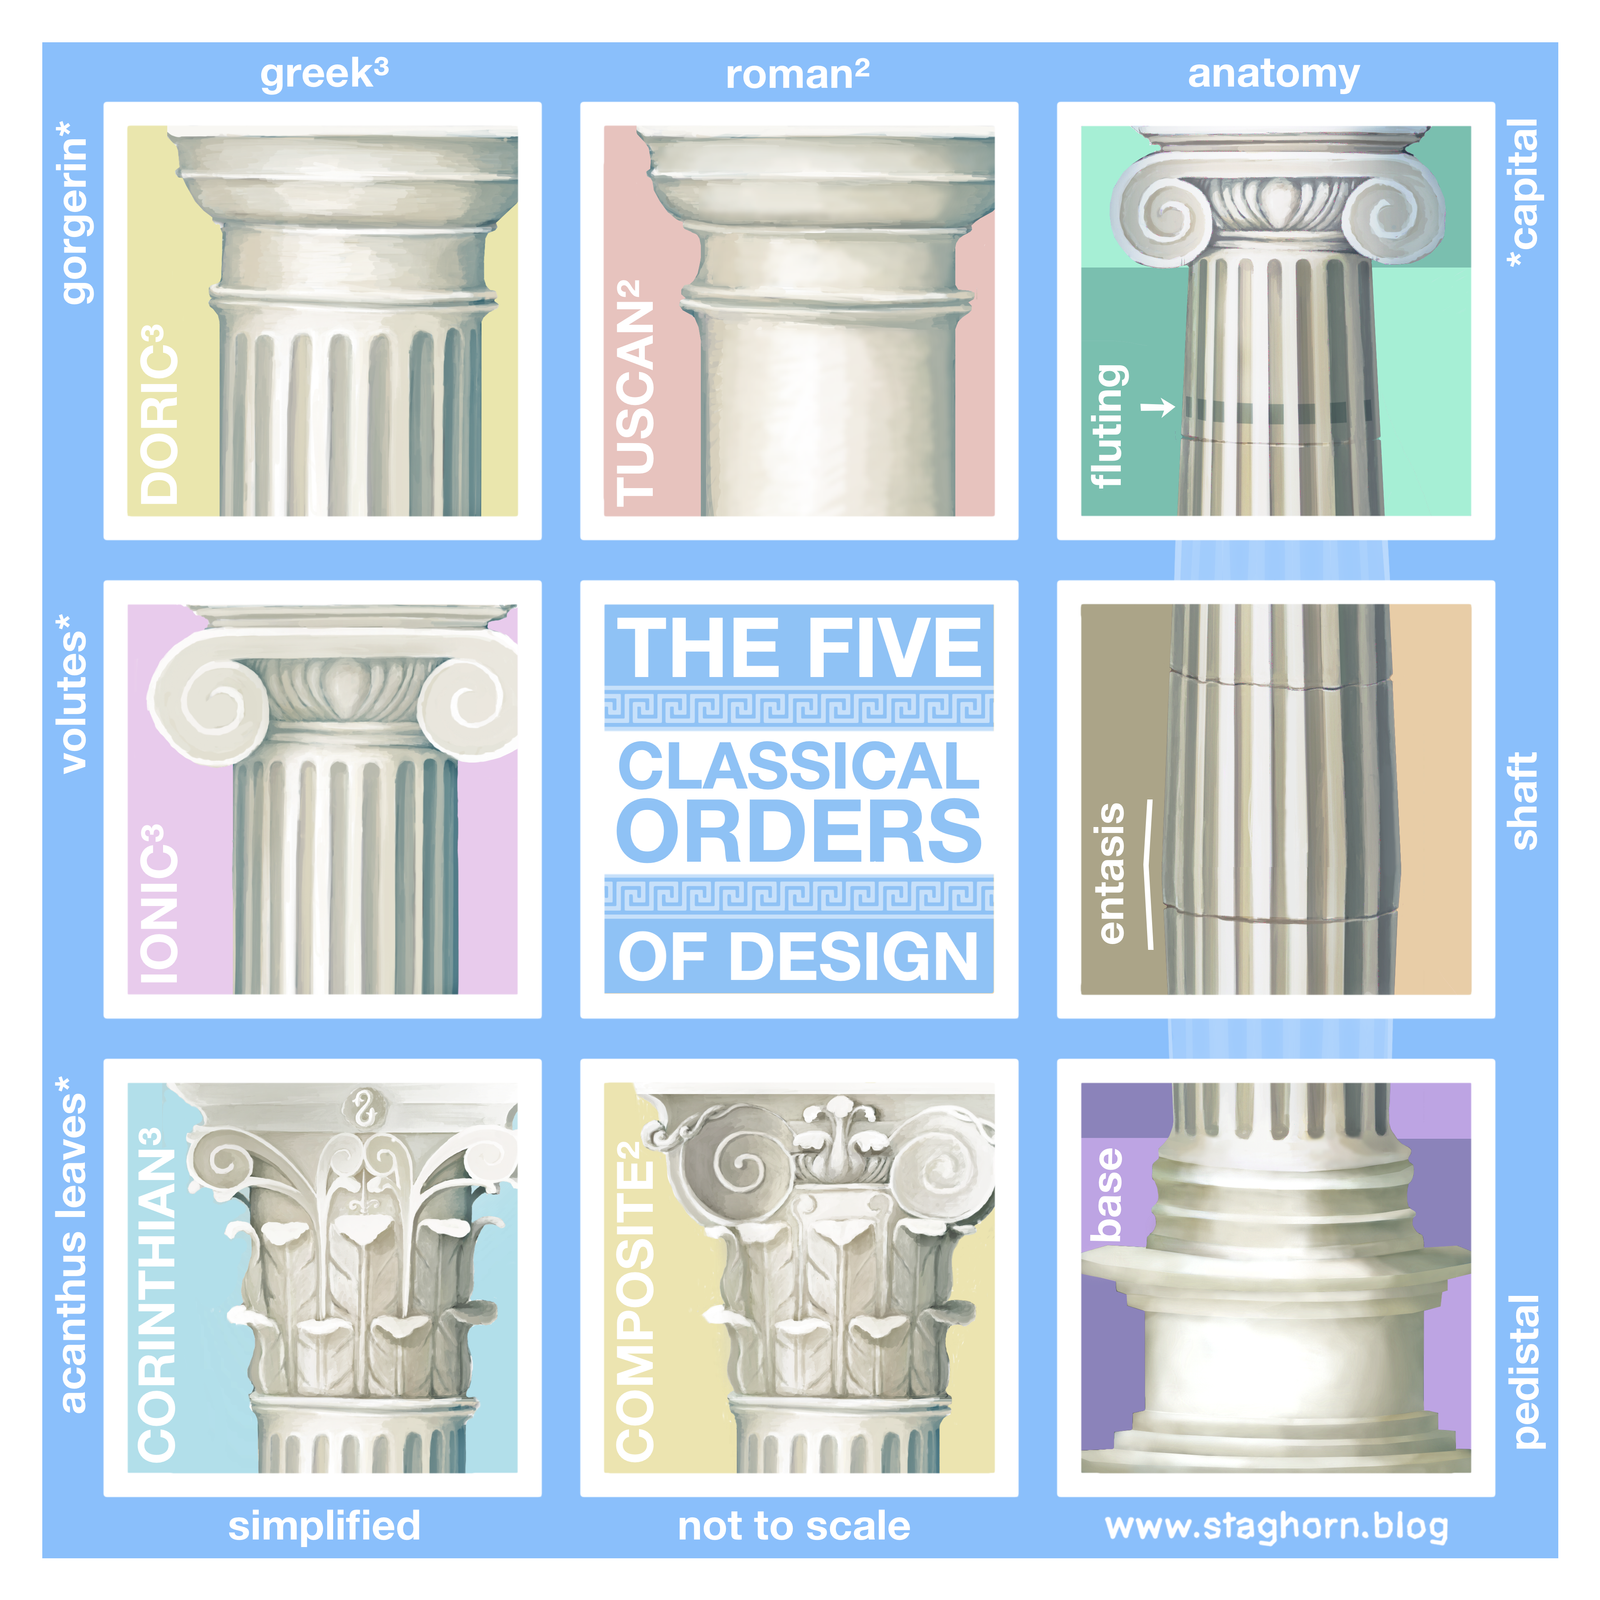 greek³
roman²
anatomy
gorgerin*
DORIC³
TUSCAN²
fluting
*capital
volutes*
IONIC³
THE FIVE
CLASSICAL
ORDERS
OF DESIGN
entasis
shaft
acanthus leaves*
CORINTHIAN³
COMPOSITE²
base
pedistal
simplified
not to scale
www.staghorn.blog